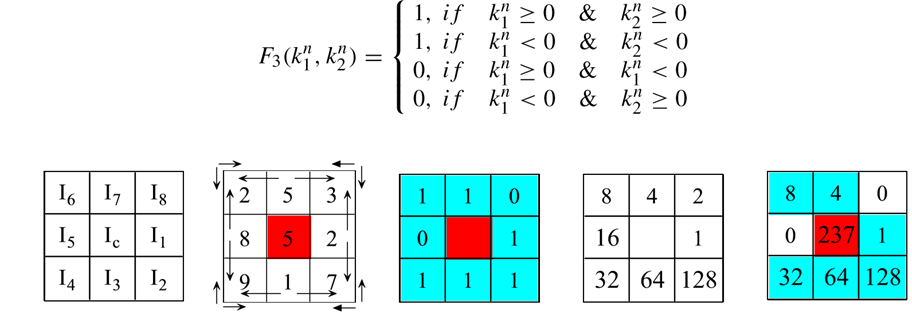 F₃(k₁ⁿ, k₂ⁿ) = {
1, if k₁ⁿ ≥ 0 & k₂ⁿ ≥ 0
1, if k₁ⁿ < 0 & k₂ⁿ < 0
0, if k₁ⁿ ≥ 0 & k₁ⁿ < 0
0, if k₁ⁿ < 0 & k₂ⁿ ≥ 0
I₆ I₇ I₈
I₅ I_c I₁
I₄ I₃ I₂
2 5 3
8 5 2
9 1 7
1 1 0
0 1
1 1 1
8 4 2
16 1
32 64 128
8 4 0
0 237 1
32 64 128